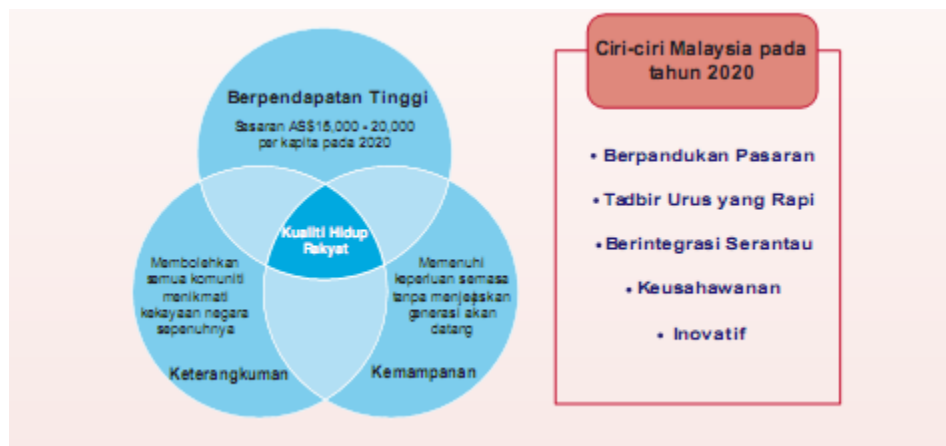 Berpendapatan Tinggi
Sasaran AS$15,000 - 20,000
per kapita pada 2020
Kualiti Hidup
Rakyat
Membolehkan
semua komuniti
menikmati
kekayaan negara
sepenuhnya
Keterangkuman
Memenuhi
keperluan semasa
tanpa menjejaskan
generasi akan
datang
Kemampanan
Ciri-ciri Malaysia pada
tahun 2020
• Berpandukan Pasaran
• Tadbir Urus yang Rapi
• Berintegrasi Serantau
• Keusahawanan
• Inovatif